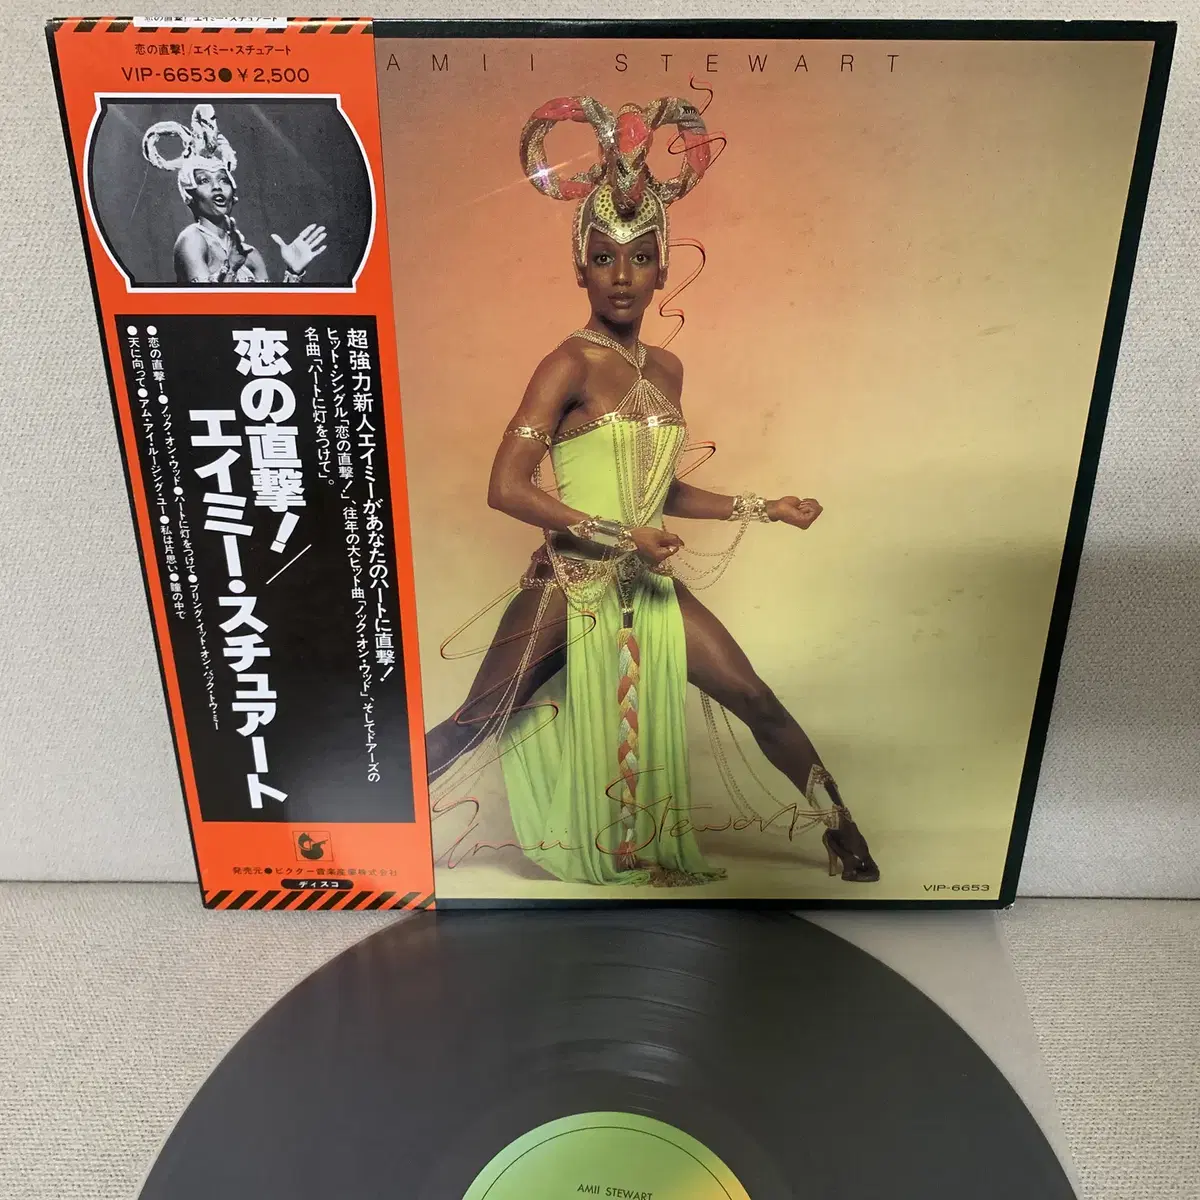 恋の直撃!/エイミー・スチュアート
VIP-6653●¥2,500
AMII STEWART
超強力新人エイミーがあなたのハートに直撃!
ヒット・シングル「恋の直撃!」、往年の大ヒット曲「ノック・オン・ウッド」、そしてドアーズの
名曲「ハートに灯をつけて」。
恋の直撃!/
エイミー・スチュアート
●恋の直撃!●ノック・オン・ウッド●ハートに灯をつけて●ブリング・イット・オン・バック・トゥ・ミー
●天に向って●アム・アイ・ルージング・ユー●私は片思い●瞳の中で
発売元●ビクター音楽産業株式会社
ディスコ
Amii Stewart
VIP-6653
AMII STEWART